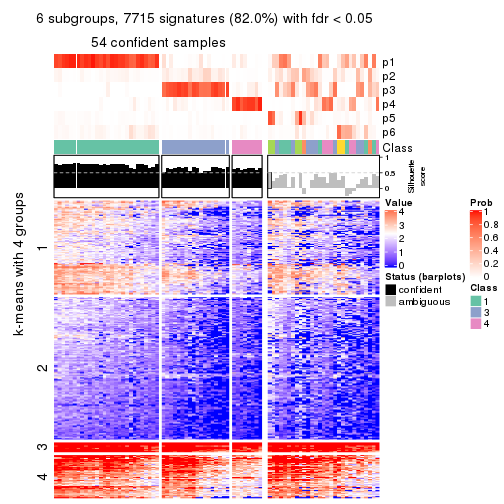 6 subgroups, 7715 signatures (82.0%) with fdr < 0.05
54 confident samples
p1
p2
p3
p4
p5
p6
Class
1
0.5
0
Silhouette
score
k-means with 4 groups
1
2
3
4
Value
4
3
2
1
0
Status (barplots)
confident
ambiguous
Prob
1
0.8
0.6
0.4
0.2
0
Class
1
3
4